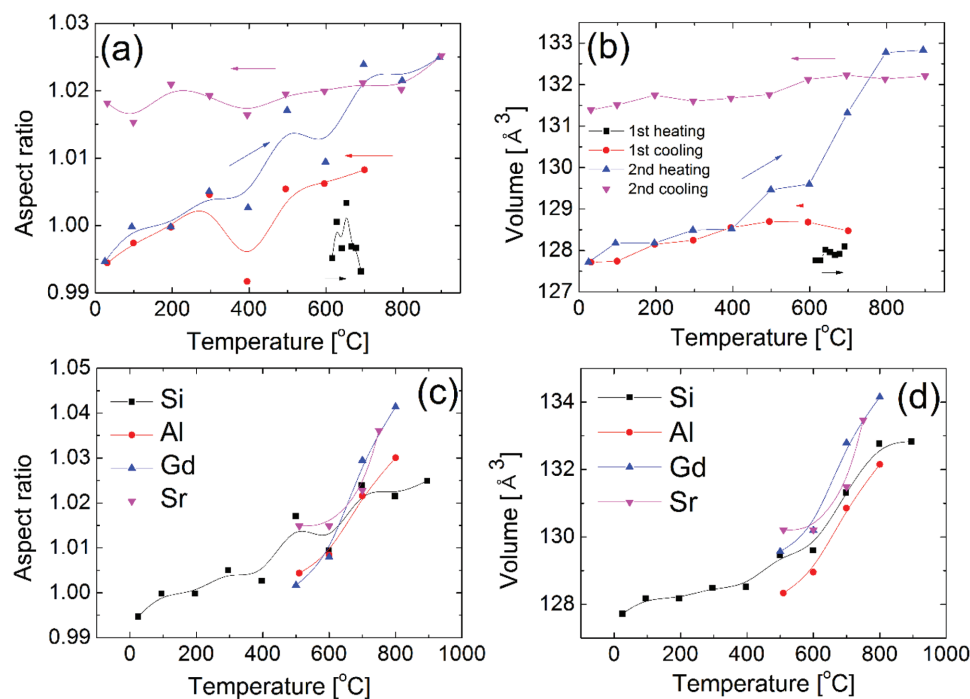 (a)
1.03
1.02
1.01
1.00
0.99
Aspect ratio
0 200 400 600 800
Temperature [°C]
(b)
133
132
131
130
129
128
127
Volume [ Å³]
1st heating
1st cooling
2nd heating
2nd cooling
0 200 400 600 800
Temperature [°C]
(c)
1.05
1.04
1.03
1.02
1.01
1.00
0.99
Aspect ratio
Si
Al
Gd
Sr
0 200 400 600 800 1000
Temperature [°C]
(d)
134
132
130
128
Volume [ Å³]
Si
Al
Gd
Sr
0 200 400 600 800 1000
Temperature [°C]